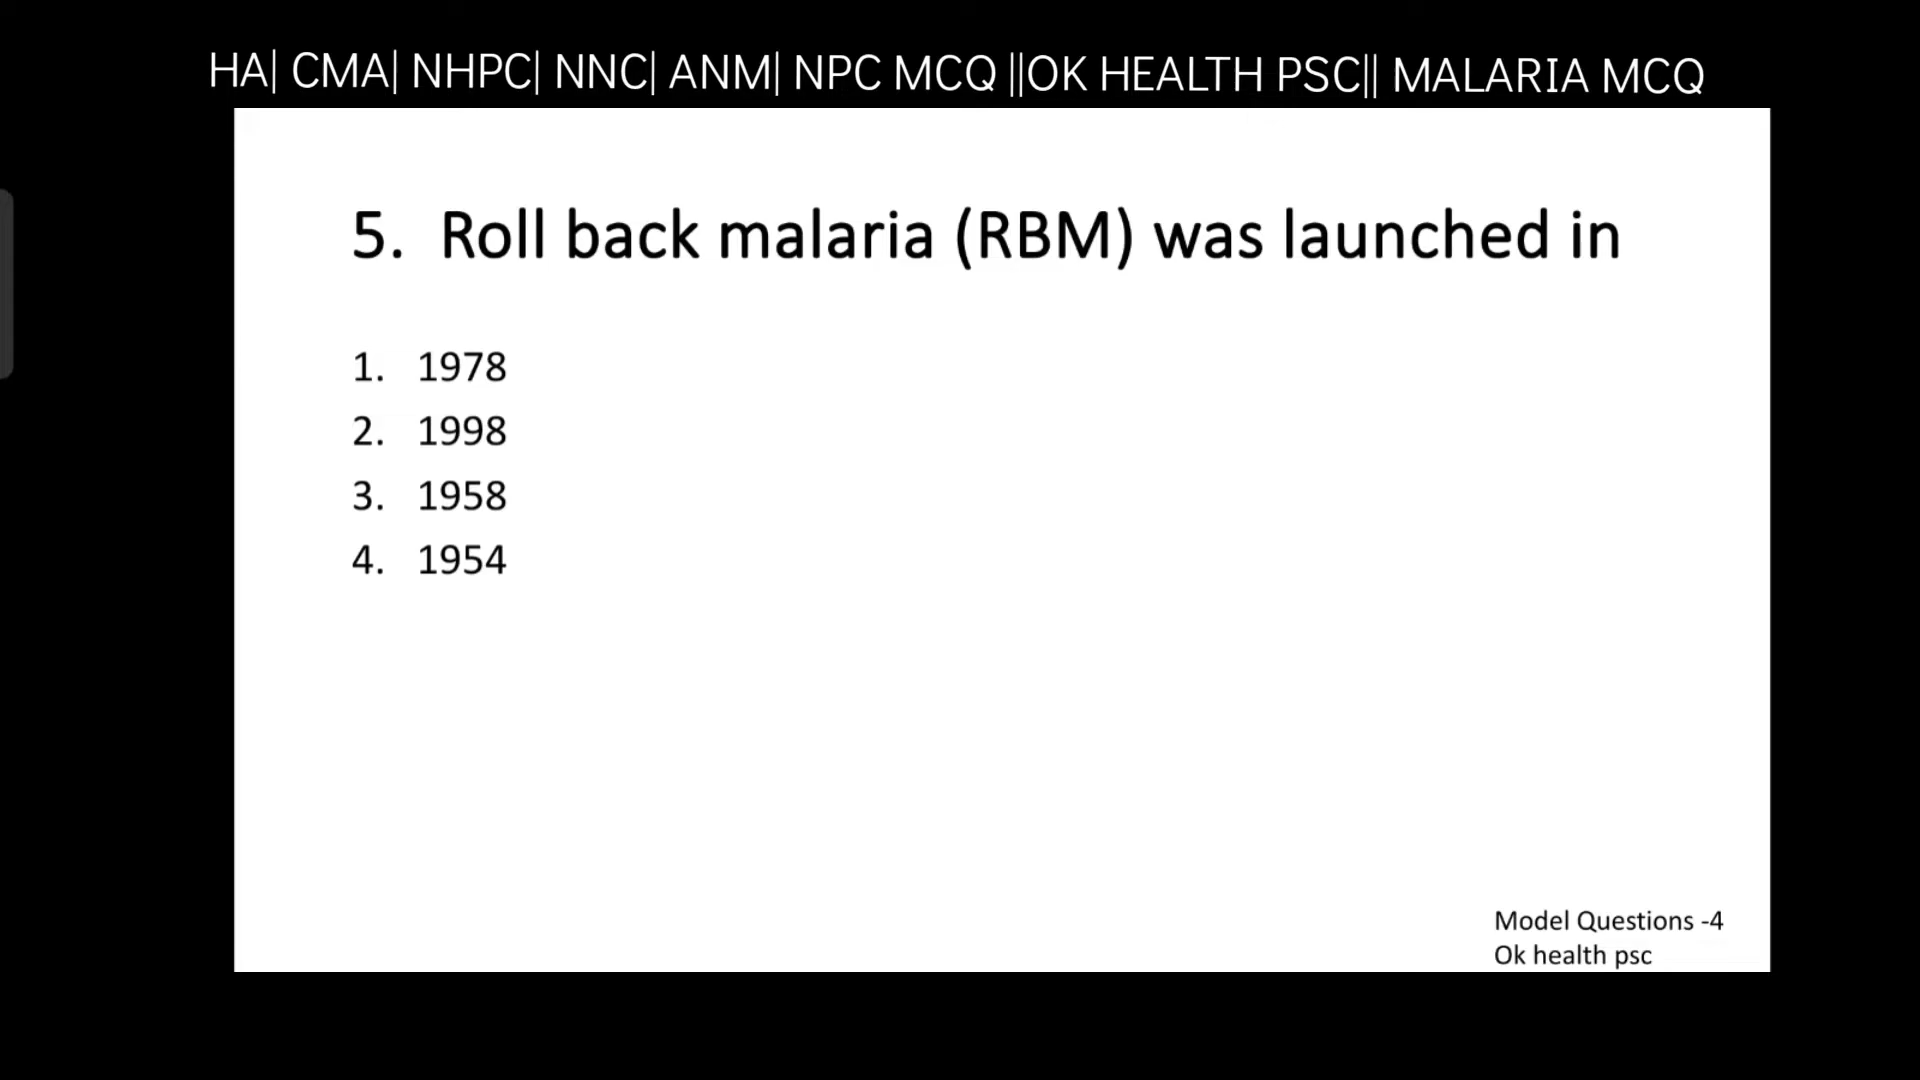 HA| CMA| NHPC| NNC| ANM| NPC MCQ ||OK HEALTH PSC|| MALARIA MCQ
5. Roll back malaria (RBM) was launched in
1. 1978
2. 1998
3. 1958
4. 1954
Model Questions -4
Ok health psc